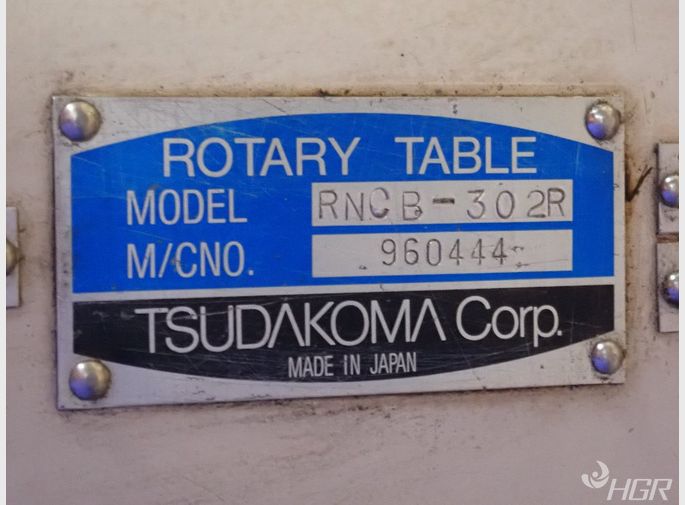 ROTARY TABLE
MODEL RNCB-302R
M/CNO. 960444
TSUDAKOMA Corp.
MADE IN JAPAN
HGR